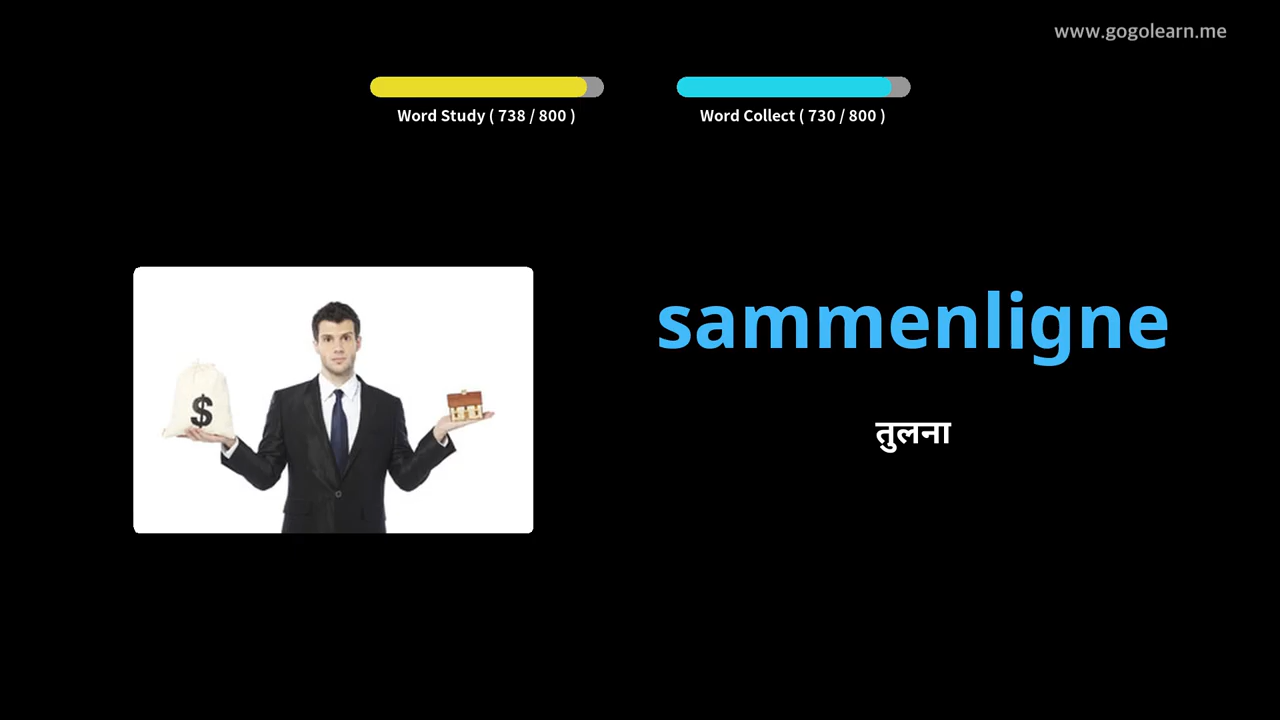 www.gogolearn.me
Word Study ( 738 / 800 )
Word Collect ( 730 / 800 )
$
sammenligne
तुलना